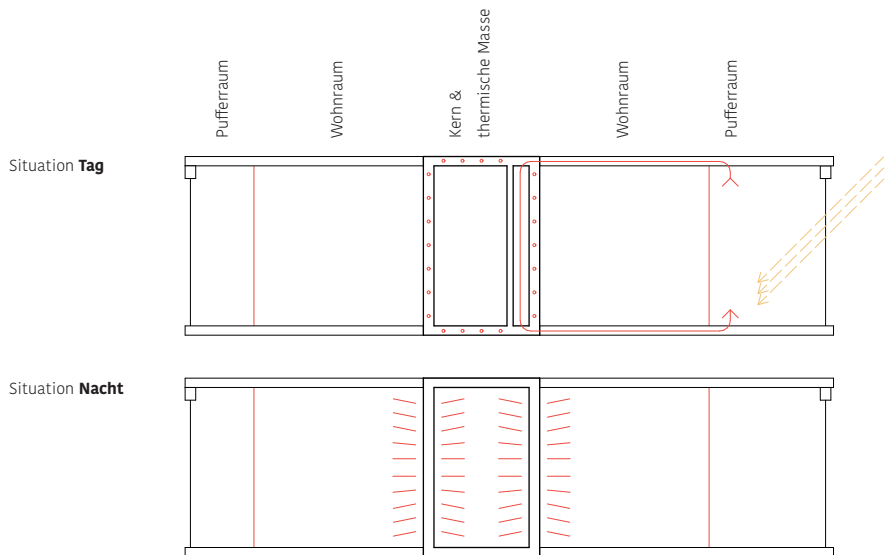 Pufferraum
Wohnraum
Kern &
thermische Masse
Wohnraum
Pufferraum
Situation Tag
Situation Nacht